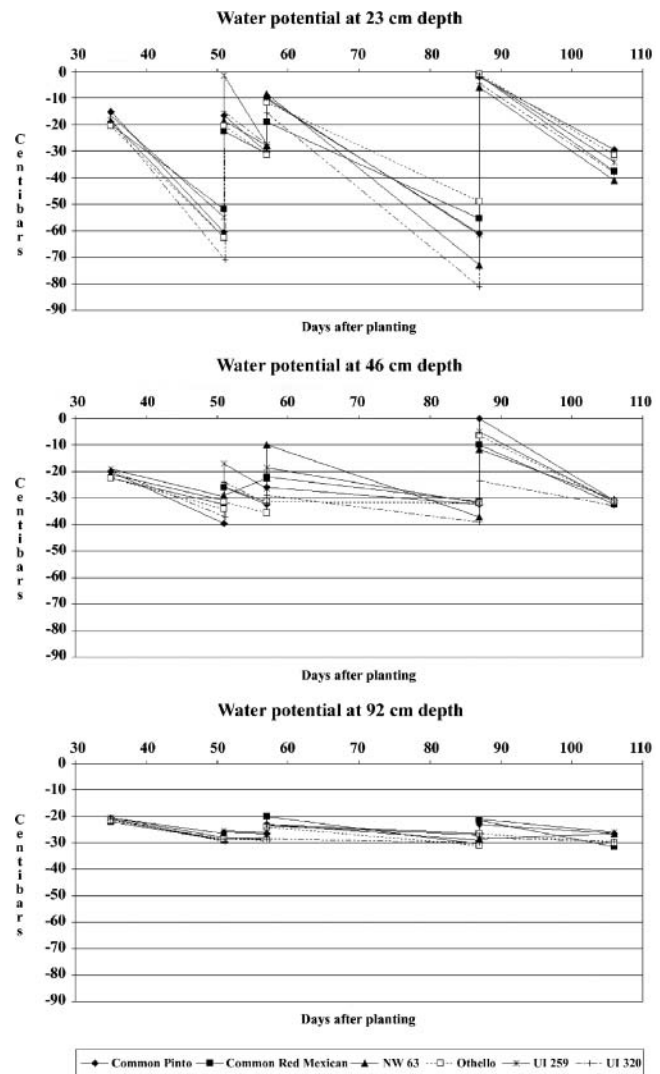 Water potential at 23 cm depth
30 40 50 60 70 80 90 100 110
0
-10
-20
-30
-40
-50
-60
-70
-80
-90
Centibars
Days after planting
Water potential at 46 cm depth
30 40 50 60 70 80 90 100 110
0
-10
-20
-30
-40
-50
-60
-70
-80
-90
Centibars
Days after planting
Water potential at 92 cm depth
30 40 50 60 70 80 90 100 110
0
-10
-20
-30
-40
-50
-60
-70
-80
-90
Centibars
Days after planting
Common Pinto Common Red Mexican NW 63 Othello UI 259 UI 320